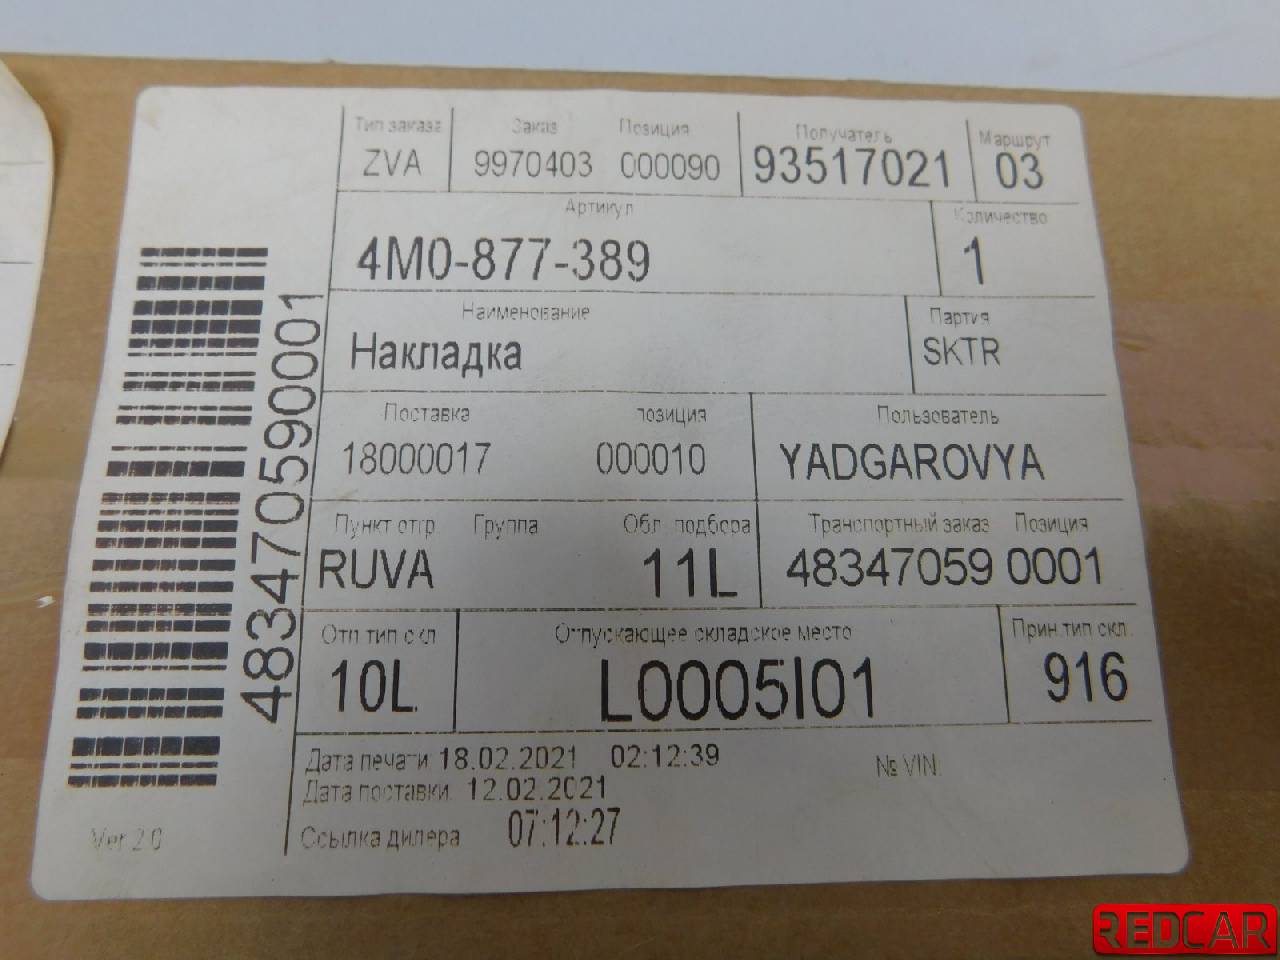 Тип заказа Заказ Позиция Получатель Маршрут
ZVA 9970403 000090 93517021 03
Артикул Количество
4M0-877-389 1
Наименование Партия
Накладка SKTR
Поставка позиция Пользователь
18000017 000010 YADGAROVYA
Пункт отгр. Группа Обл. подбора Транспортный заказ Позиция
RUVA 11L 48347059 0001
Отп.тип скл. Отпускающее складское место Прин.тип скл.
10L L0005I01 916
Дата печати: 18.02.2021 02:12:39 № VIN:
Дата поставки: 12.02.2021
Ссылка дилера 07:12:27
Ver 2.0
483470590001
REDCAR